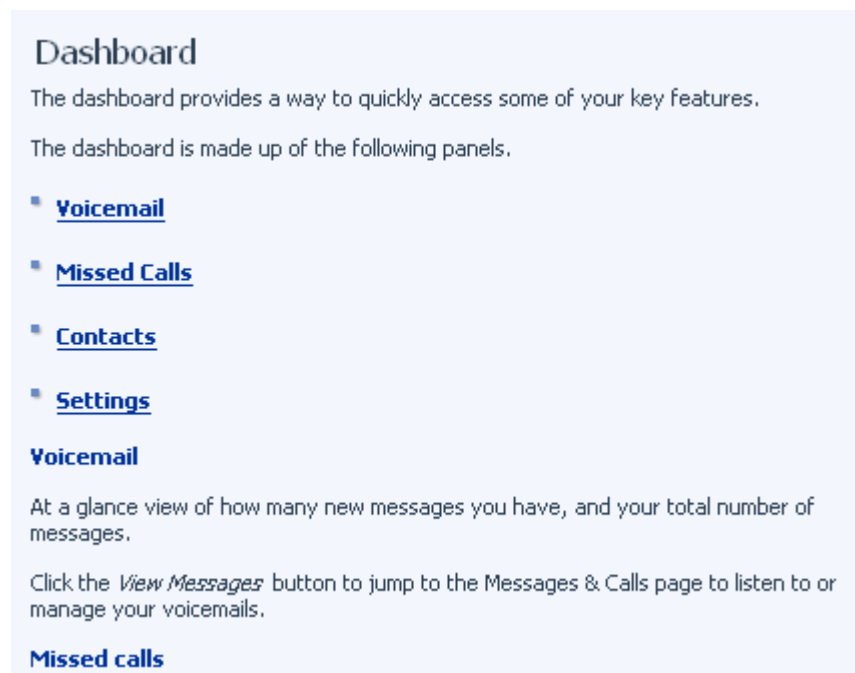 Dashboard
The dashboard provides a way to quickly access some of your key features.
The dashboard is made up of the following panels.
Voicemail
Missed Calls
Contacts
Settings
Voicemail
At a glance view of how many new messages you have, and your total number of
messages.
Click the View Messages button to jump to the Messages & Calls page to listen to or
manage your voicemails.
Missed calls